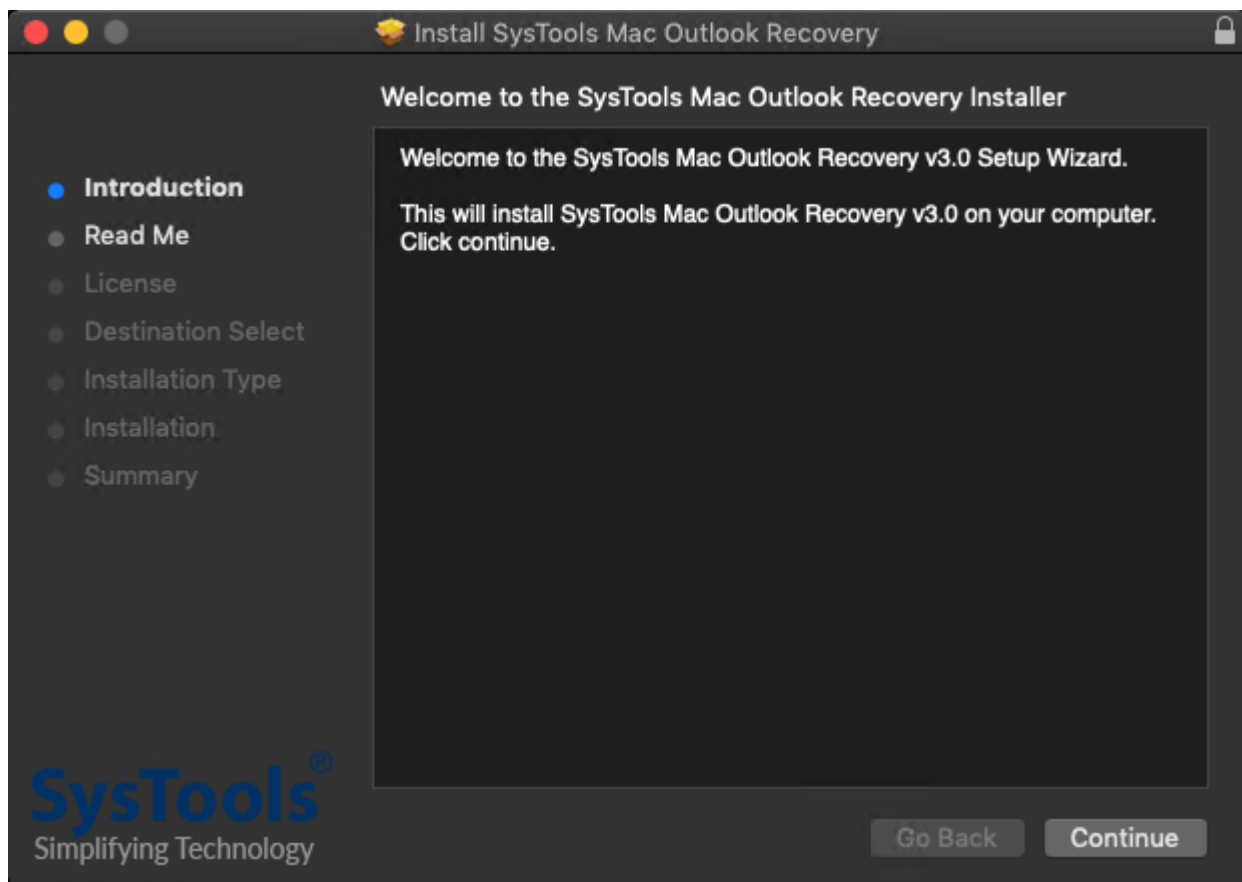 Install SysTools Mac Outlook Recovery
Welcome to the SysTools Mac Outlook Recovery Installer
Introduction
Read Me
License
Destination Select
Installation Type
Installation
Summary
Welcome to the SysTools Mac Outlook Recovery v3.0 Setup Wizard.
This will install SysTools Mac Outlook Recovery v3.0 on your computer.
Click continue.
SysTools®
Simplifying Technology
Go Back
Continue